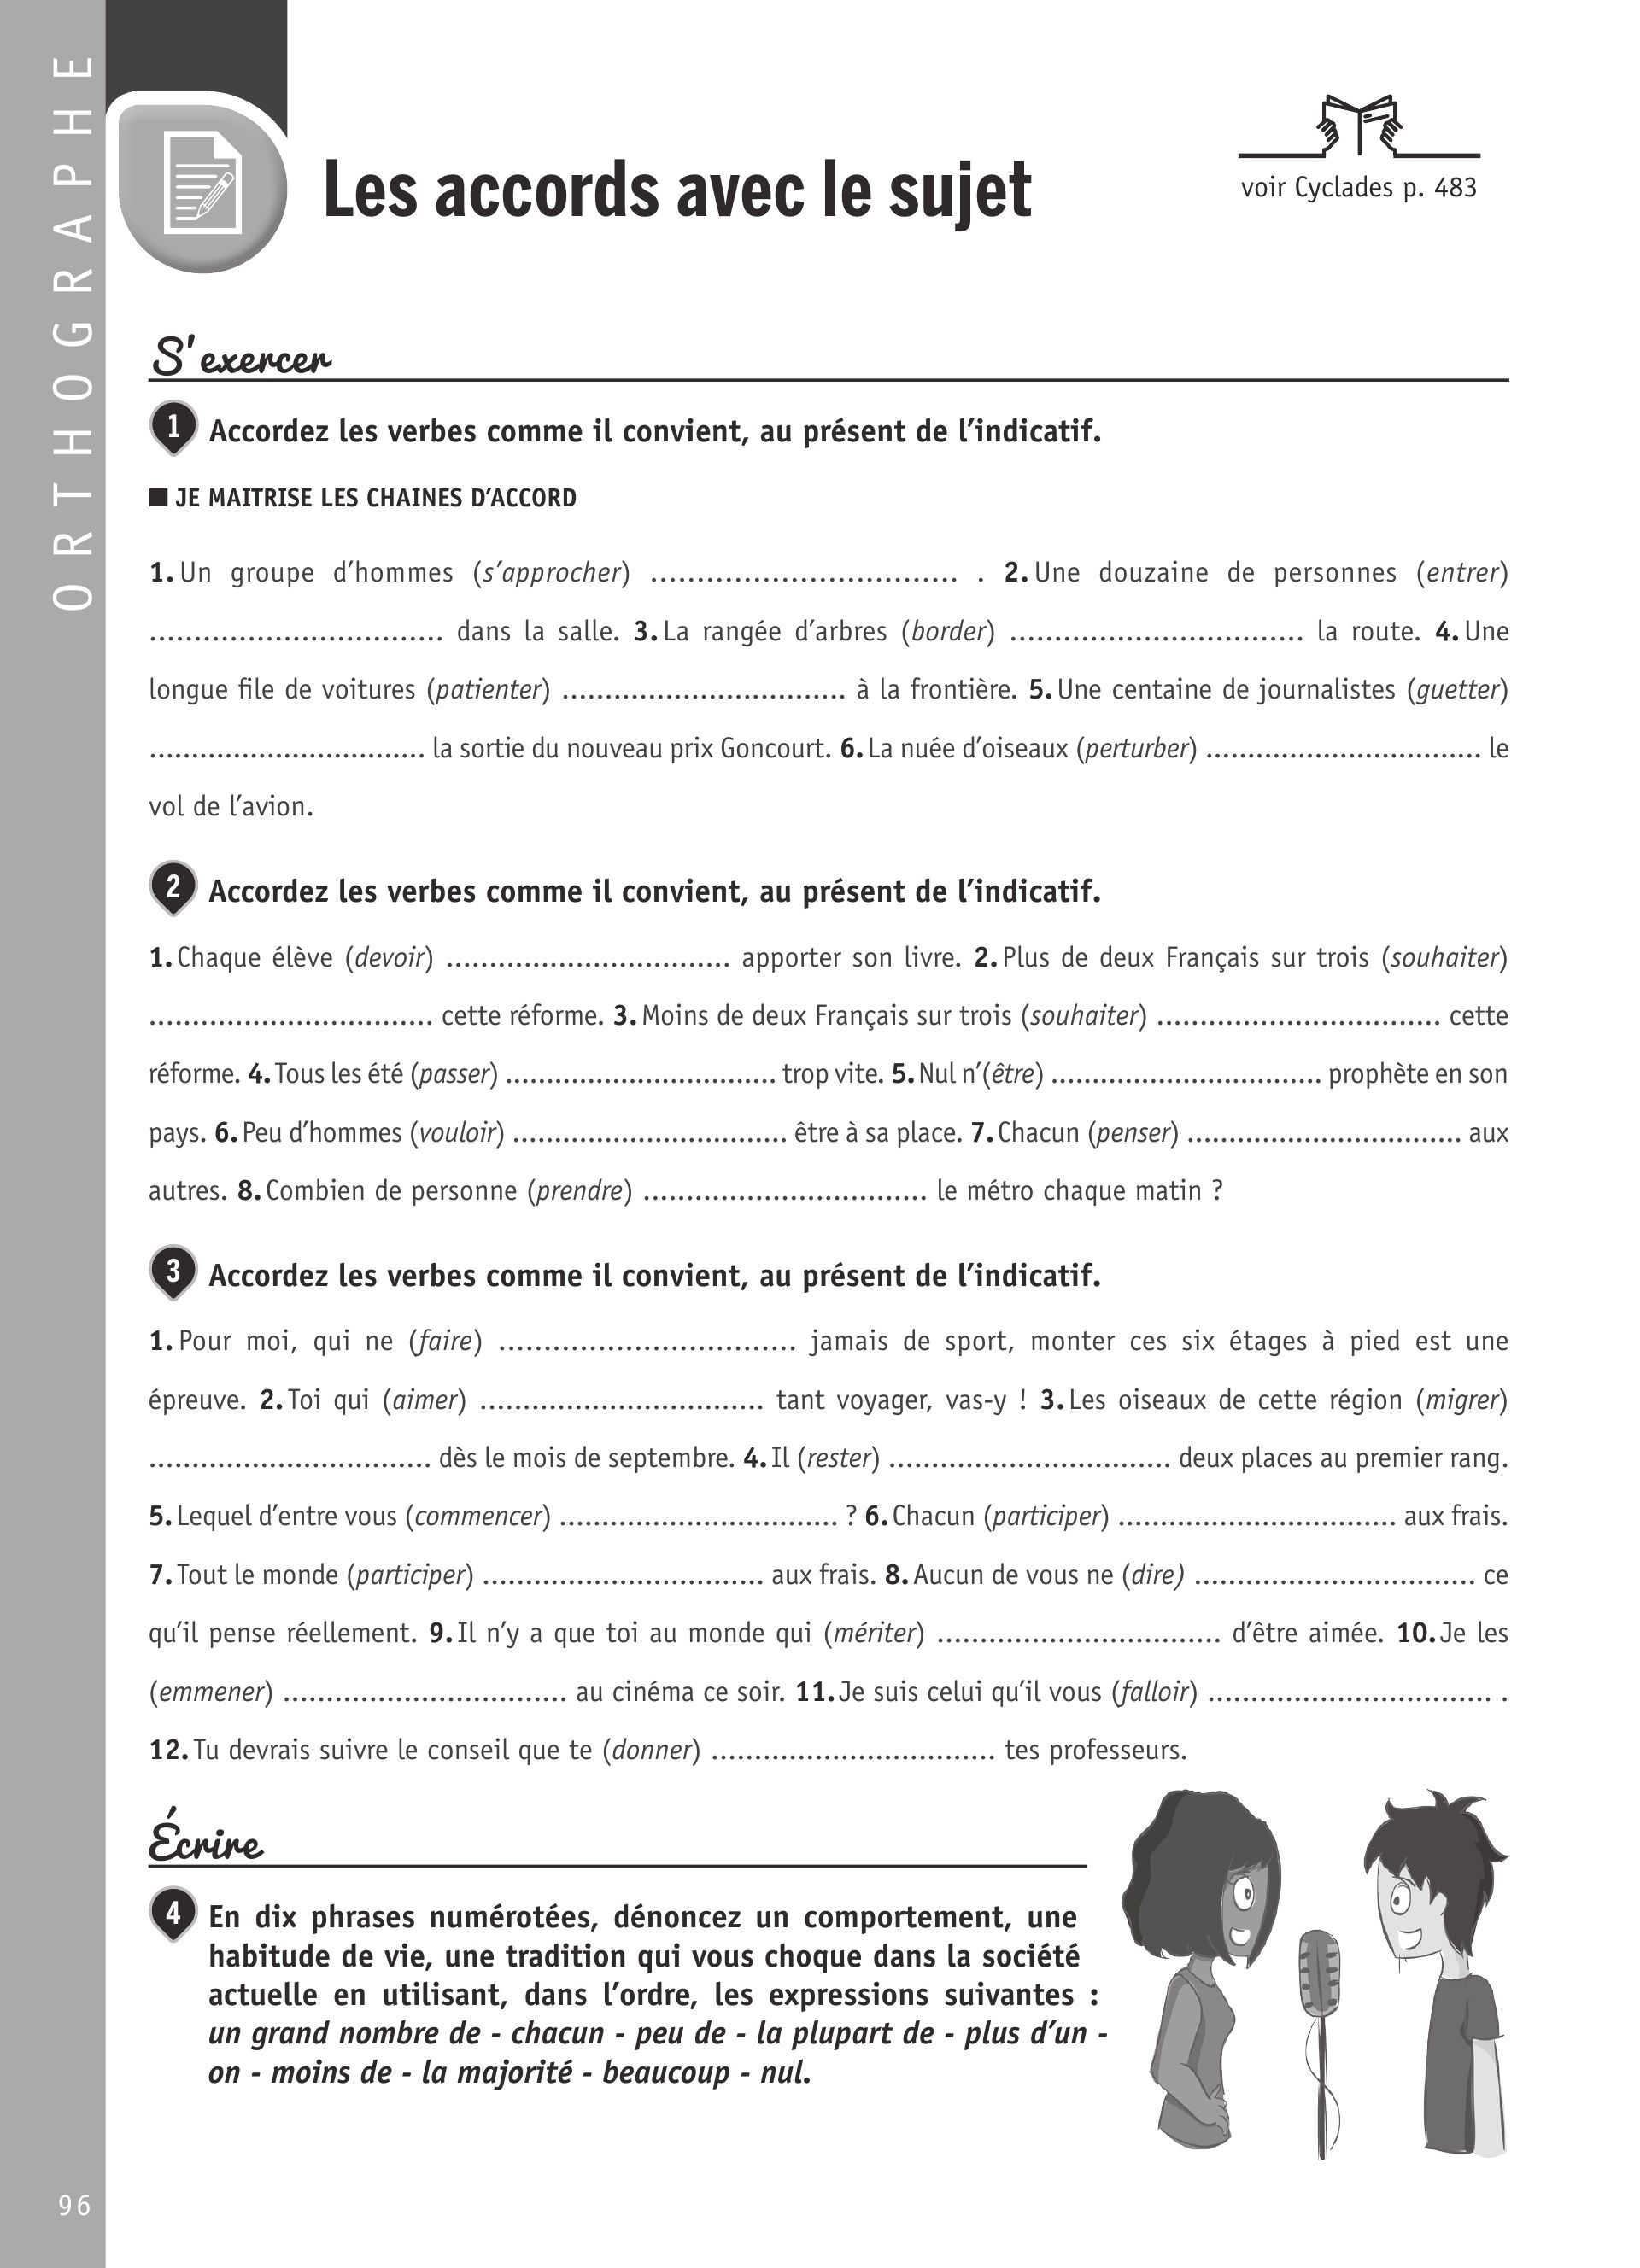 ORTHOGRAPHE
Les accords avec le sujet
voir Cyclades p. 483
S'exercer
1 Accordez les verbes comme il convient, au présent de l'indicatif.
■ JE MAITRISE LES CHAINES D'ACCORD
1. Un groupe d'hommes (s'approcher) ................................. . 2. Une douzaine de personnes (entrer)
................................. dans la salle. 3. La rangée d'arbres (border) ................................. la route. 4. Une
longue file de voitures (patienter) ................................. à la frontière. 5. Une centaine de journalistes (guetter)
................................. la sortie du nouveau prix Goncourt. 6. La nuée d'oiseaux (perturber) ................................. le
vol de l'avion.
2 Accordez les verbes comme il convient, au présent de l'indicatif.
1. Chaque élève (devoir) ................................. apporter son livre. 2. Plus de deux Français sur trois (souhaiter)
................................. cette réforme. 3. Moins de deux Français sur trois (souhaiter) ................................. cette
réforme. 4. Tous les été (passer) ................................. trop vite. 5. Nul n'(être) ................................. prophète en son
pays. 6. Peu d'hommes (vouloir) ................................. être à sa place. 7. Chacun (penser) ................................. aux
autres. 8. Combien de personne (prendre) ................................. le métro chaque matin ?
3 Accordez les verbes comme il convient, au présent de l'indicatif.
1. Pour moi, qui ne (faire) ................................. jamais de sport, monter ces six étages à pied est une
épreuve. 2. Toi qui (aimer) ................................. tant voyager, vas-y ! 3. Les oiseaux de cette région (migrer)
................................. dès le mois de septembre. 4. Il (rester) ................................. deux places au premier rang.
5. Lequel d'entre vous (commencer) ................................. ? 6. Chacun (participer) ................................. aux frais.
7. Tout le monde (participer) ................................. aux frais. 8. Aucun de vous ne (dire) ................................. ce
qu'il pense réellement. 9. Il n'y a que toi au monde qui (mériter) ................................. d'être aimée. 10. Je les
(emmener) ................................. au cinéma ce soir. 11. Je suis celui qu'il vous (falloir) ................................. .
12. Tu devrais suivre le conseil que te (donner) ................................. tes professeurs.
Écrire
4 En dix phrases numérotées, dénoncez un comportement, une
habitude de vie, une tradition qui vous choque dans la société
actuelle en utilisant, dans l'ordre, les expressions suivantes :
un grand nombre de - chacun - peu de - la plupart de - plus d'un -
on - moins de - la majorité - beaucoup - nul.
96